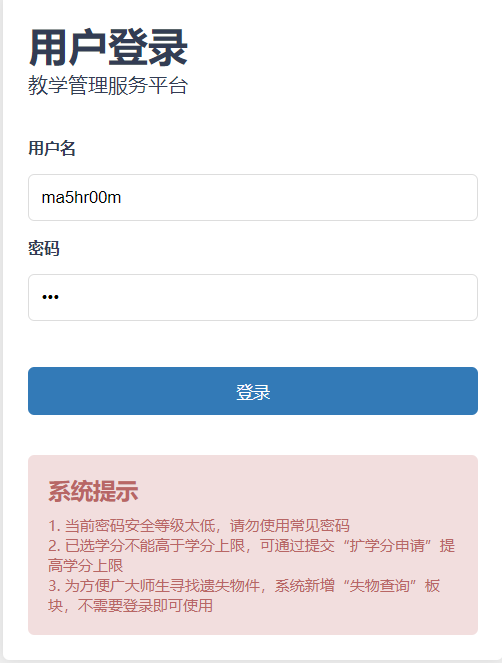 用户登录
教学管理服务平台
用户名
ma5hr00m
密码
•••
登录
系统提示
1. 当前密码安全等级太低，请勿使用常见密码
2. 已选学分不能高于学分上限，可通过提交“扩学分申请”提
高学分上限
3. 为方便广大师生寻找遗失物件，系统新增“失物查询”板
块，不需要登录即可使用